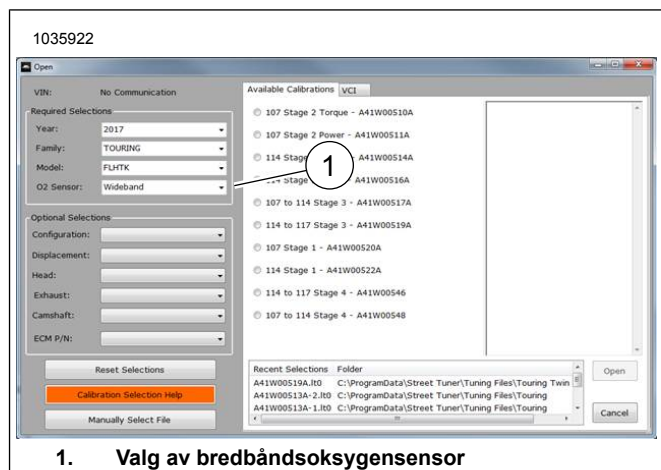 1035922
Open
VIN: No Communication
Required Selections
Year: 2017
Family: TOURING
Model: FLHTK
O2 Sensor: Wideband
Optional Selections
Configuration:
Displacement:
Head:
Exhaust:
Camshaft:
ECM P/N:
Reset Selections
Calibration Selection Help
Manually Select File
Available Calibrations VCI
107 Stage 2 Torque - A41W00510A
107 Stage 2 Power - A41W00511A
114 Stage - A41W00514A
114 Stage - A41W00516A
107 to 114 Stage 3 - A41W00517A
114 to 117 Stage 3 - A41W00519A
107 Stage 1 - A41W00520A
114 Stage 1 - A41W00522A
114 to 117 Stage 4 - A41W00546
107 to 114 Stage 4 - A41W00548
1
Recent Selections Folder
A41W00519A.lt0 C:\ProgramData\Street Tuner\Tuning Files\Touring Twin
A41W00513A-2.lt0 C:\ProgramData\Street Tuner\Tuning Files\Touring
A41W00513A-1.lt0 C:\ProgramData\Street Tuner\Tuning Files\Touring
Open
Cancel
1. Valg av bredbåndsoksygensensor